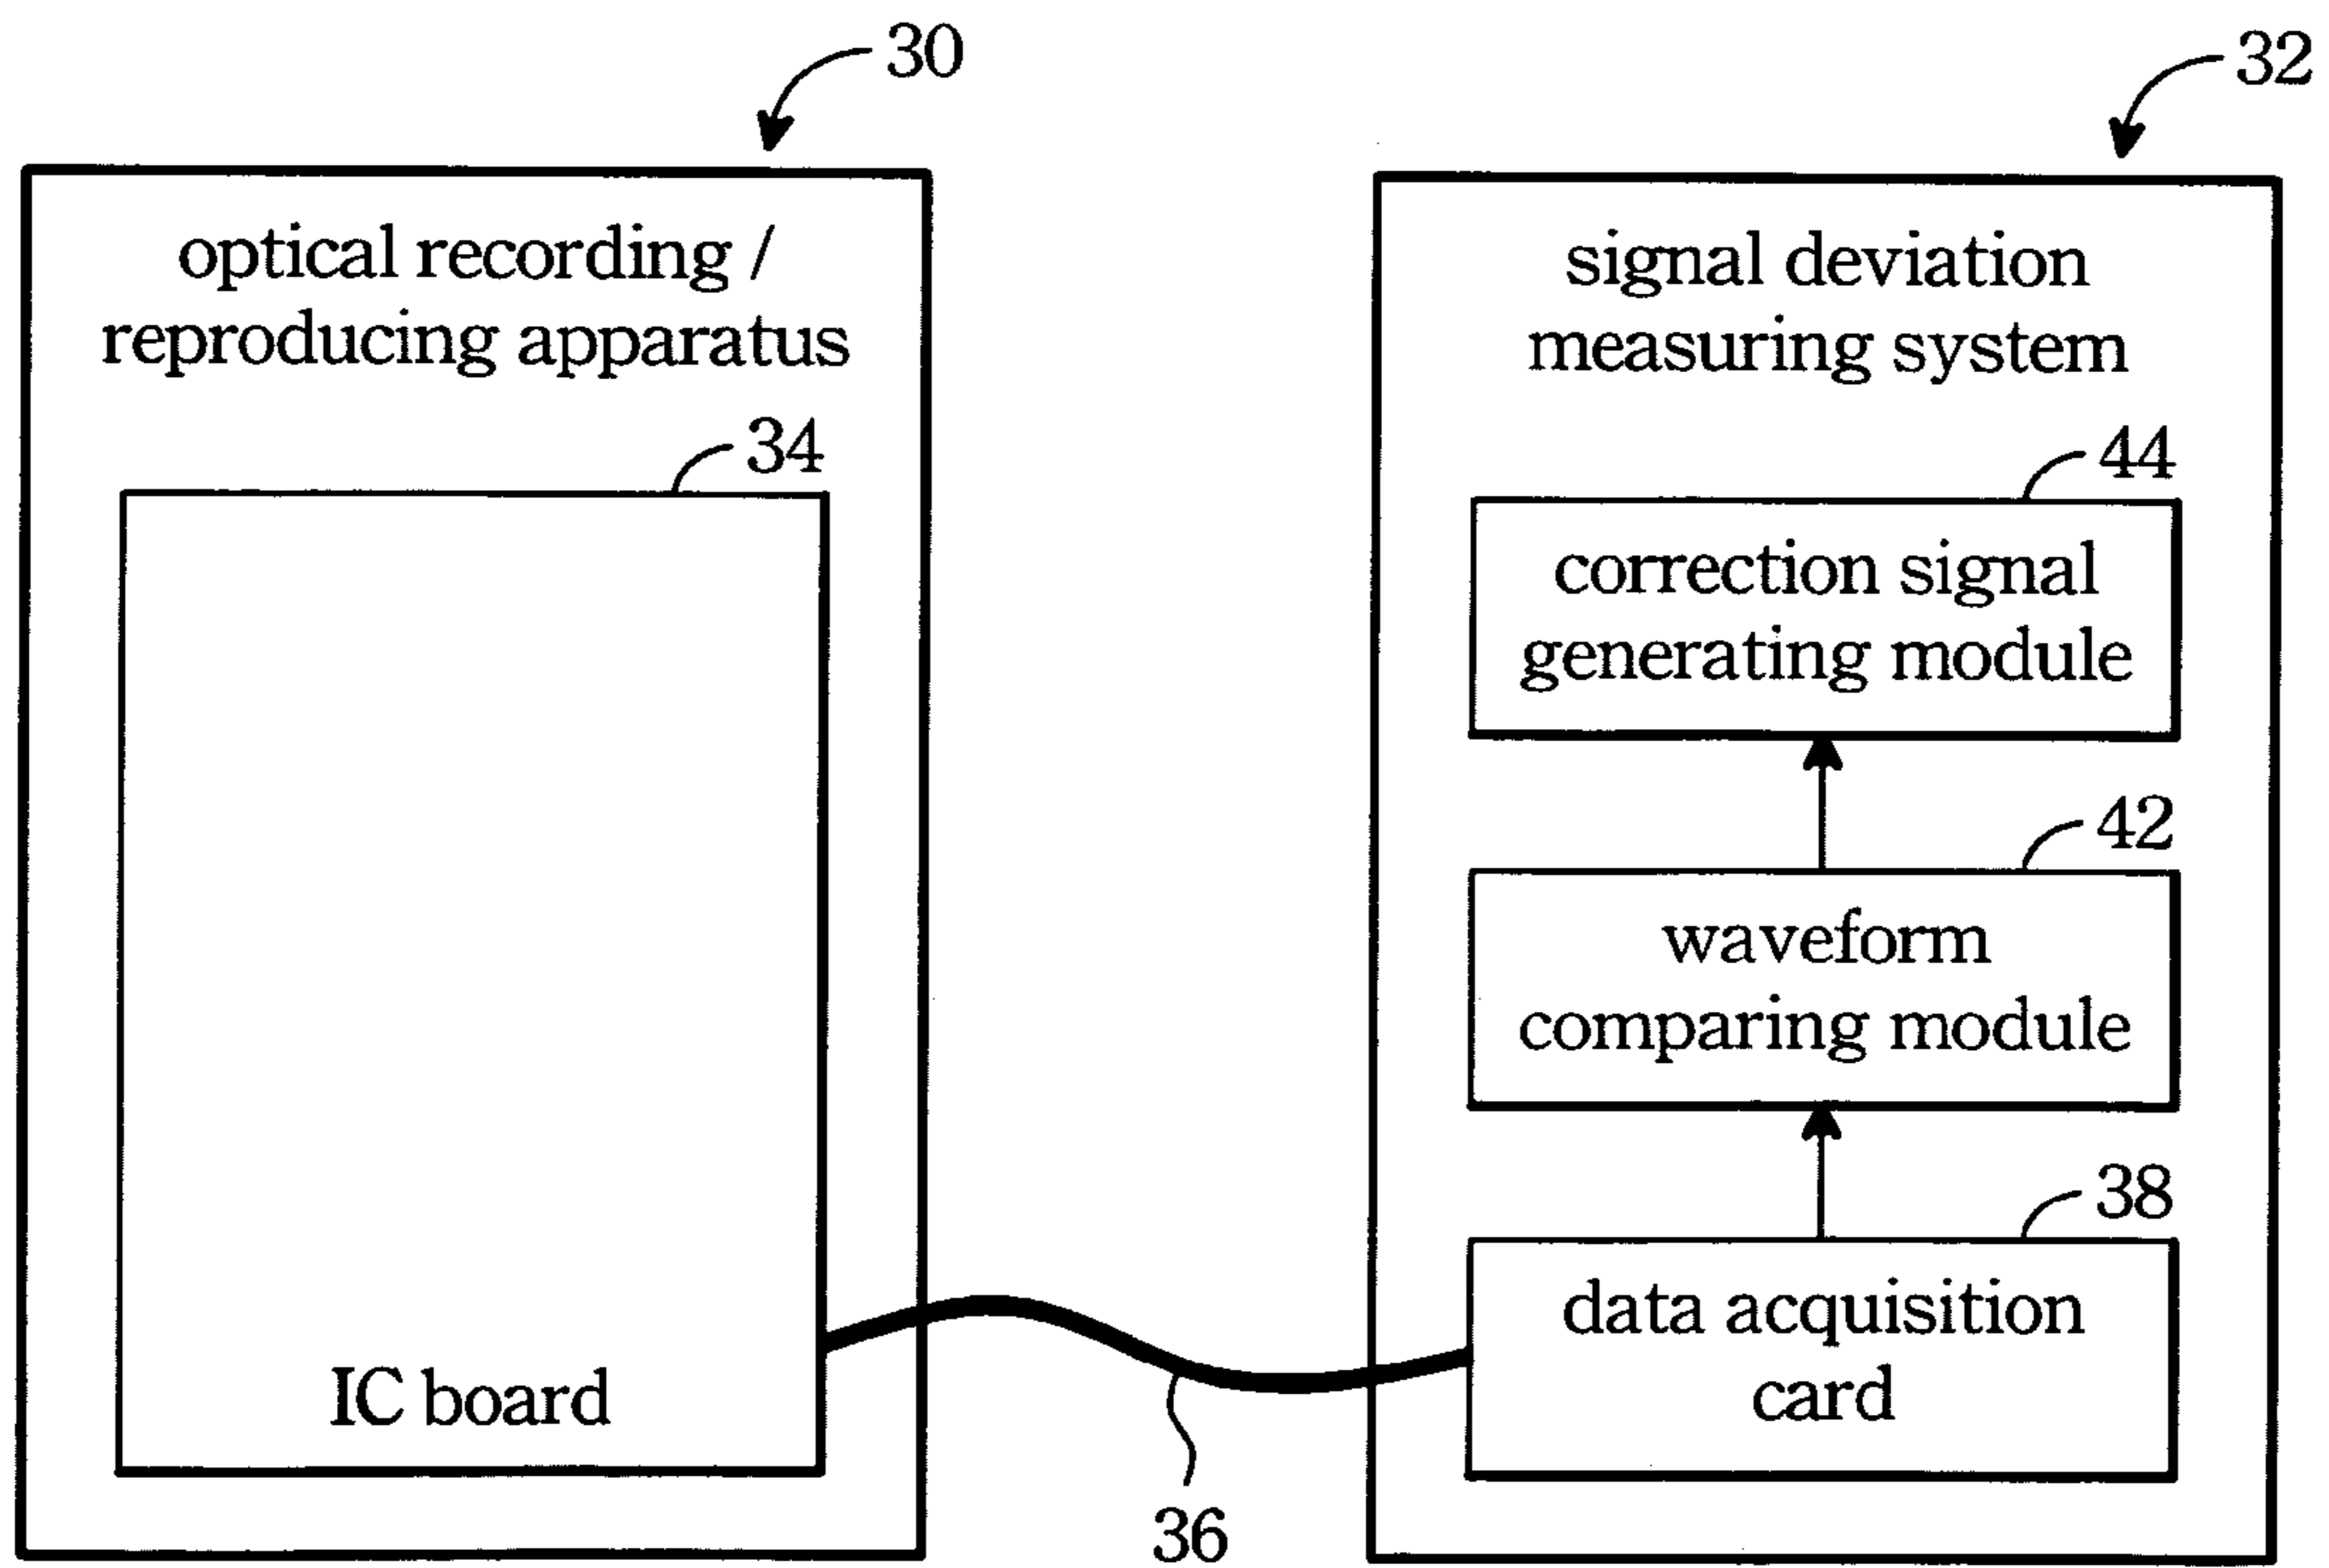 30
optical recording /
reproducing apparatus
34
IC board
36
32
signal deviation
measuring system
44
correction signal
generating module
42
waveform
comparing module
38
data acquisition
card